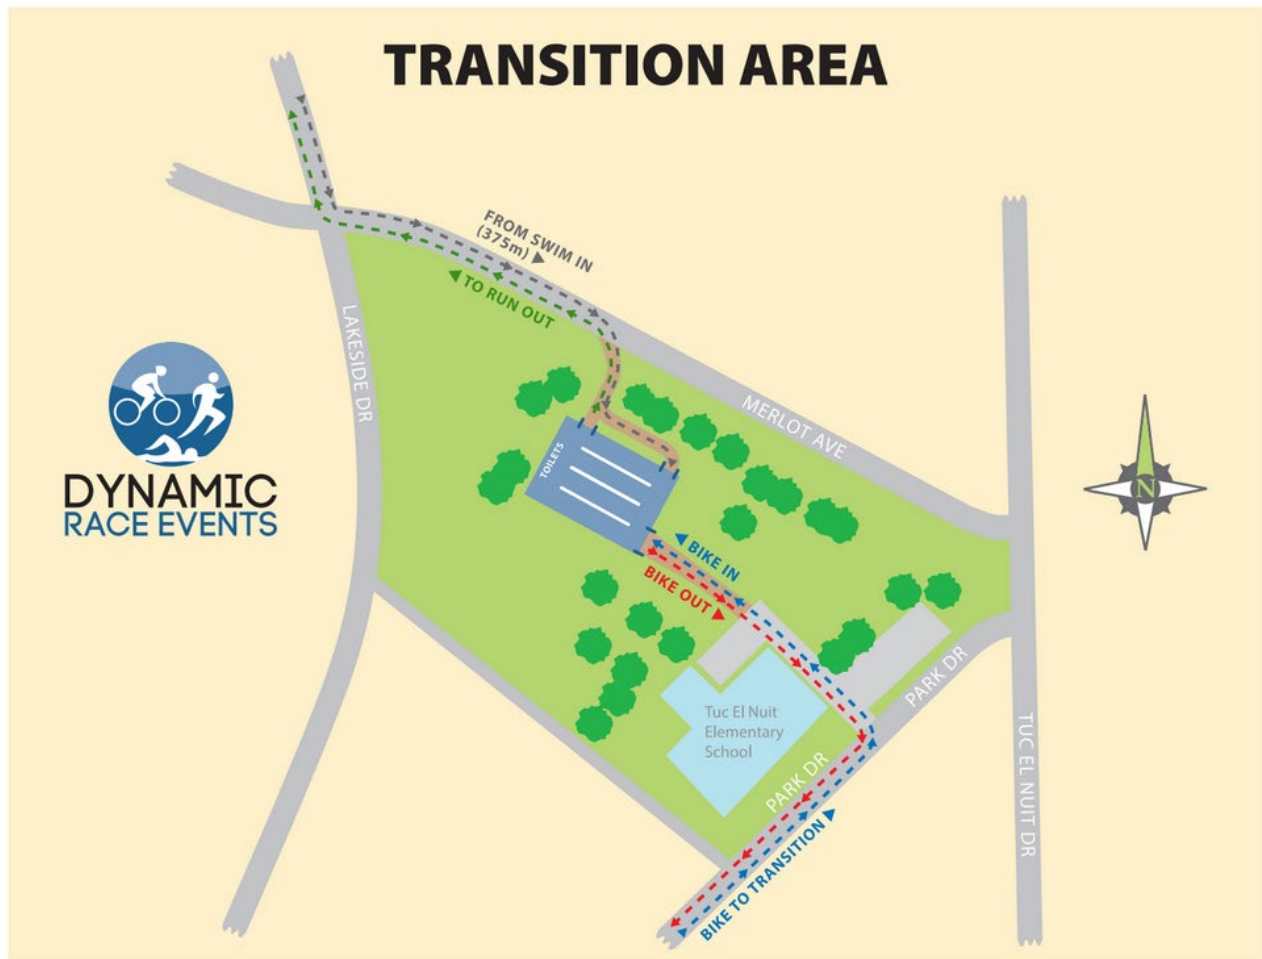 TRANSITION AREA
FROM SWIM IN
(375m)
TO RUN OUT
LAKESIDE DR
MERLOT AVE
TOILETS
DYNAMIC
RACE EVENTS
N
BIKE IN
BIKE OUT
PARK DR
Tuc El Nuit
Elementary
School
PARK DR
TUC EL NUIT DR
BIKE TO TRANSITION